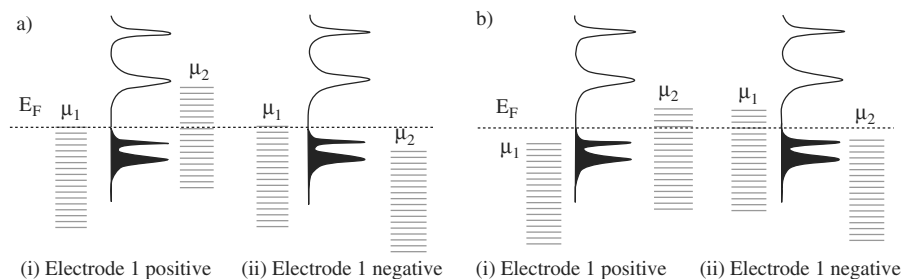 a)
E_F
μ₁
μ₂
μ₁
μ₂
(i) Electrode 1 positive
(ii) Electrode 1 negative
b)
E_F
μ₁
μ₂
μ₁
μ₂
(i) Electrode 1 positive
(ii) Electrode 1 negative